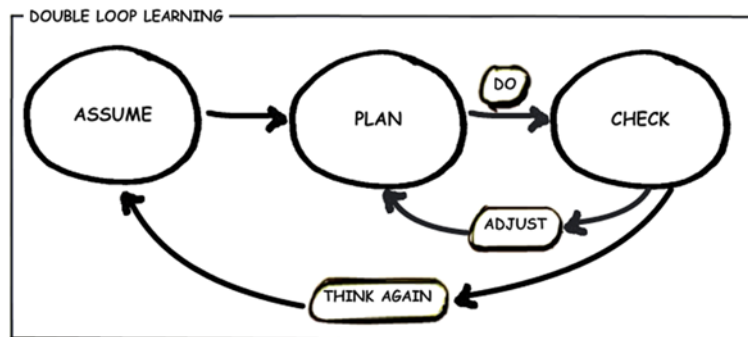 DOUBLE LOOP LEARNING
DO
ASSUME
PLAN
CHECK
ADJUST
THINK AGAIN